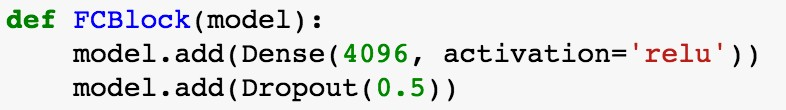 def FCBlock(model):
    model.add(Dense(4096, activation='relu'))
    model.add(Dropout(0.5))